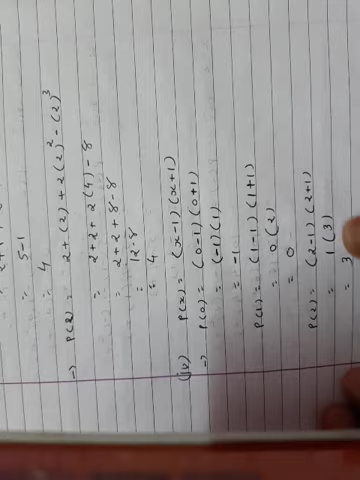 = 5-1
= 4
→ p(2) = 2+(2)+2(2)²-(2)³
= 2+2+2(4)-8
= 2+2+8-8
= 12-8
= 4
(iv) p(x) = (x-1)(x+1)
→ p(0) = (0-1)(0+1)
= (-1)(1)
= -1
p(1) = (1-1)(1+1)
= 0(2)
= 0
p(2) = (2-1)(2+1)
= 1(3)
= 3